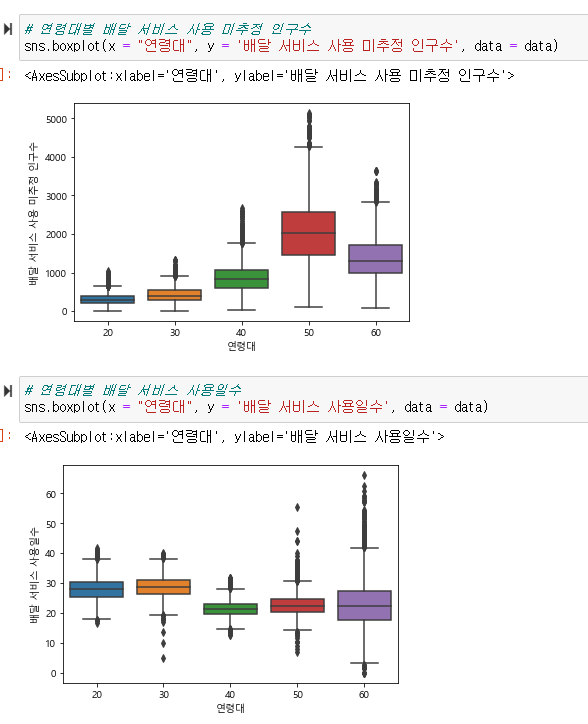 # 연령대별 배달 서비스 사용 미추정 인구수
sns.boxplot(x = "연령대", y = '배달 서비스 사용 미추정 인구수', data = data)
]: <AxesSubplot:xlabel='연령대', ylabel='배달 서비스 사용 미추정 인구수'>
배달 서비스 사용 미추정 인구수
5000
4000
3000
2000
1000
0
20 30 40 50 60
연령대
# 연령대별 배달 서비스 사용일수
sns.boxplot(x = "연령대", y = '배달 서비스 사용일수', data = data)
]: <AxesSubplot:xlabel='연령대', ylabel='배달 서비스 사용일수'>
배달 서비스 사용일수
60
50
40
30
20
10
0
20 30 40 50 60
연령대